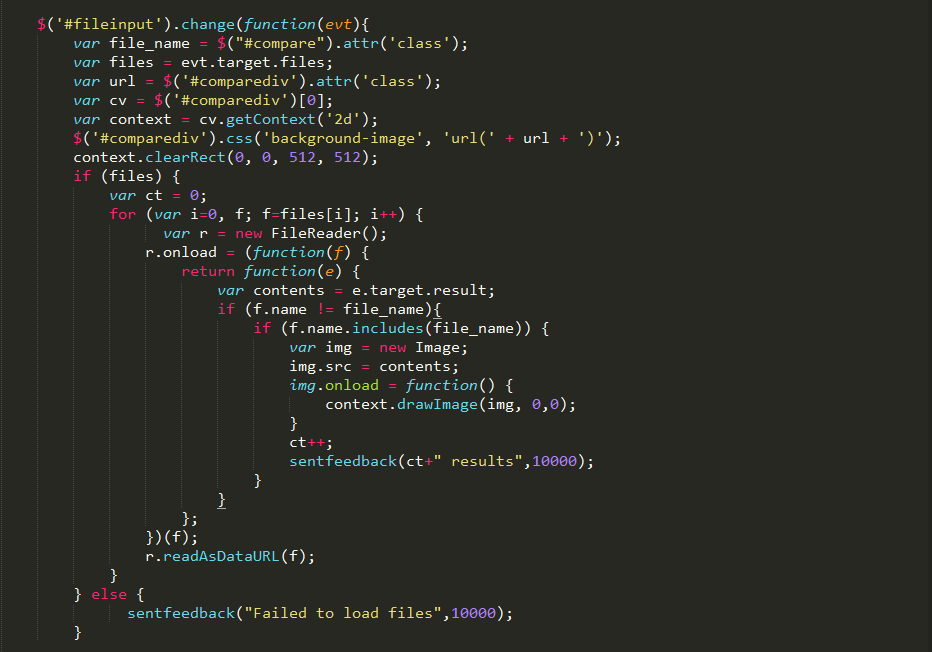 $('#fileinput').change(function(evt){
var file_name = $("#compare").attr('class');
var files = evt.target.files;
var url = $('#comparediv').attr('class');
var cv = $('#comparediv')[0];
var context = cv.getContext('2d');
$('#comparediv').css('background-image', 'url(' + url + ')');
context.clearRect(0, 0, 512, 512);
if (files) {
var ct = 0;
for (var i=0, f; f=files[i]; i++) {
var r = new FileReader();
r.onload = (function(f) {
return function(e) {
var contents = e.target.result;
if (f.name != file_name){
if (f.name.includes(file_name)) {
var img = new Image;
img.src = contents;
img.onload = function() {
context.drawImage(img, 0,0);
}
ct++;
sentfeedback(ct+" results",10000);
}
}
};
})(f);
r.readAsDataURL(f);
}
} else {
sentfeedback("Failed to load files",10000);
}